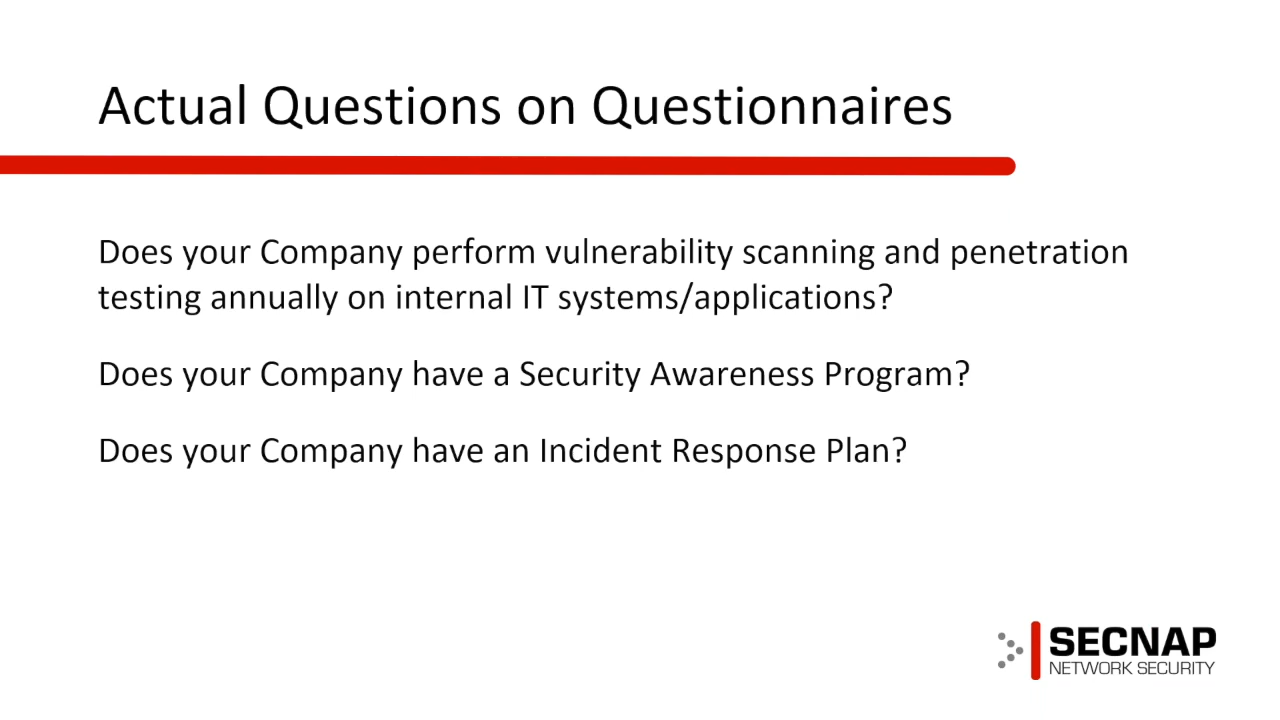 Actual Questions on Questionnaires
Does your Company perform vulnerability scanning and penetration
testing annually on internal IT systems/applications?
Does your Company have a Security Awareness Program?
Does your Company have an Incident Response Plan?
SECNAP
NETWORK SECURITY